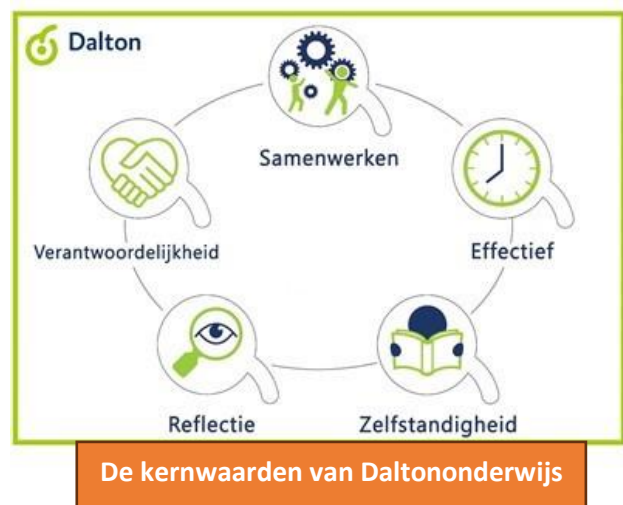 Dalton
Samenwerken
Verantwoordelijkheid
Effectief
Reflectie
Zelfstandigheid
De kernwaarden van Daltononderwijs